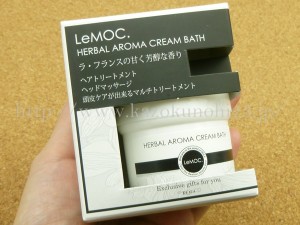 LeMOC.
HERBAL AROMA CREAM BATH
ラ・フランスの甘く芳醇な香り
ヘアトリートメント
ヘッドマッサージ
頭皮ケアが出来るマルチトリートメント
HERBAL AROMA CREAM BATH
LeMOC.
Exclusive gifts for you